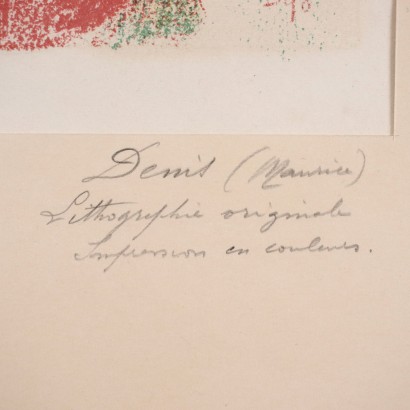 Denis (Maurice)
Lithographie originale
Impression en couleurs.